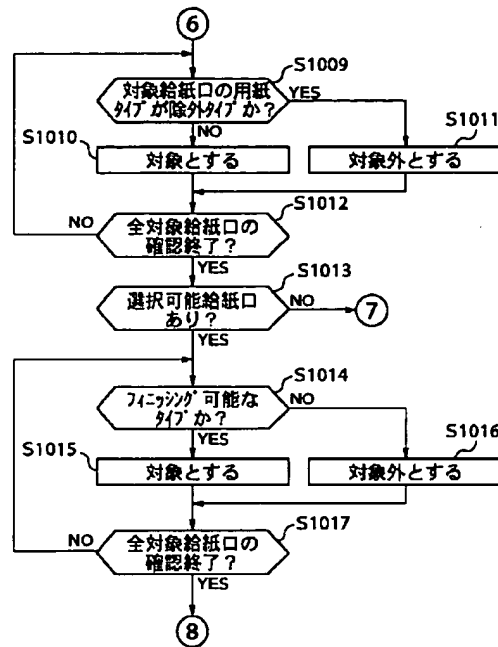 6
S1009
対象給紙口の用紙
タイプが除外タイプか?
YES
NO
S1010
S1011
対象とする
対象外とする
S1012
NO
全対象給紙口の
確認終了?
YES
S1013
選択可能給紙口
あり?
NO
7
YES
S1014
フィニッシング可能な
タイプか?
NO
YES
S1015
S1016
対象とする
対象外とする
S1017
NO
全対象給紙口の
確認終了?
YES
8